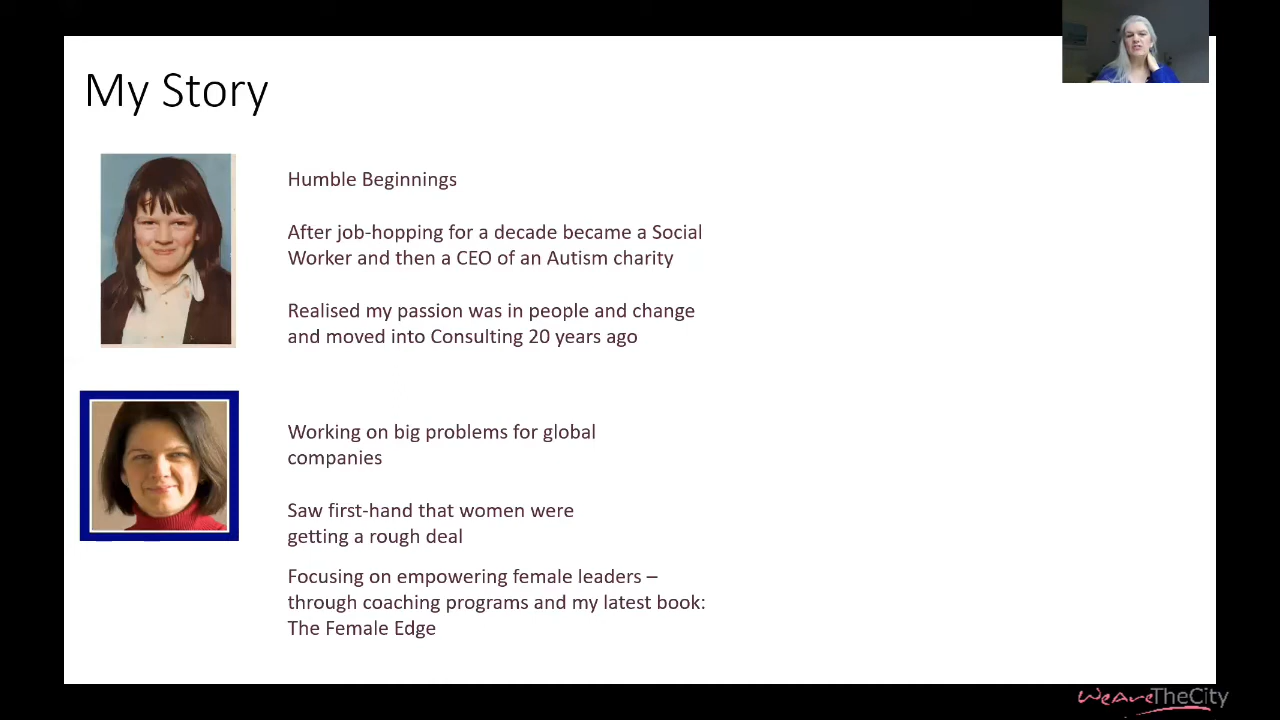 My Story
Humble Beginnings
After job-hopping for a decade became a Social
Worker and then a CEO of an Autism charity
Realised my passion was in people and change
and moved into Consulting 20 years ago
Working on big problems for global
companies
Saw first-hand that women were
getting a rough deal
Focusing on empowering female leaders –
through coaching programs and my latest book:
The Female Edge
WeAreTheCity